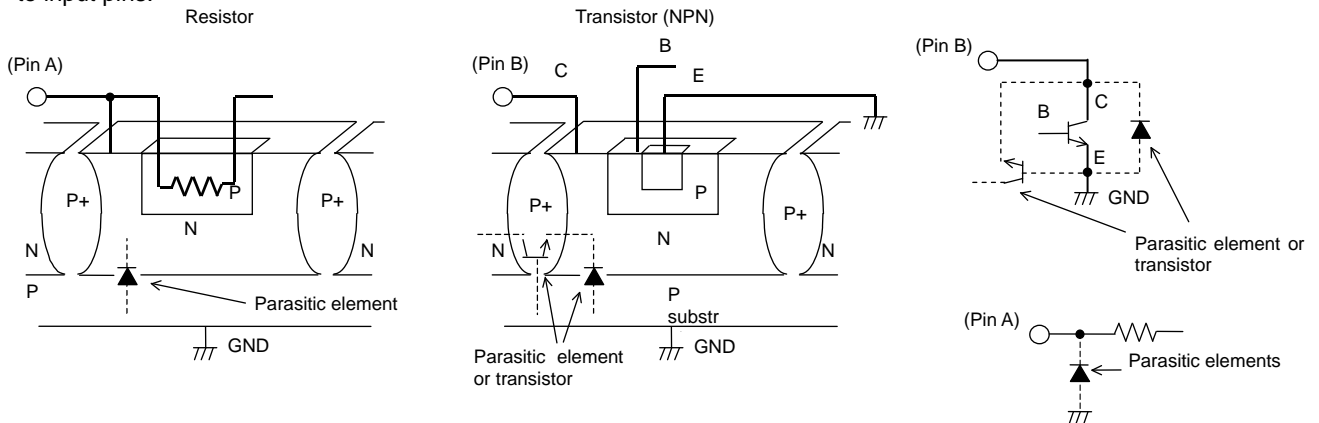 to input pins.
Resistor
(Pin A)
P+
P
P+
N
N
N
P
Parasitic element
GND
Transistor (NPN)
B
(Pin B)
C
E
P+
P
P+
N
N
N
P
substr
GND
Parasitic element
or transistor
(Pin B)
C
B
E
GND
Parasitic element or
transistor
(Pin A)
Parasitic elements